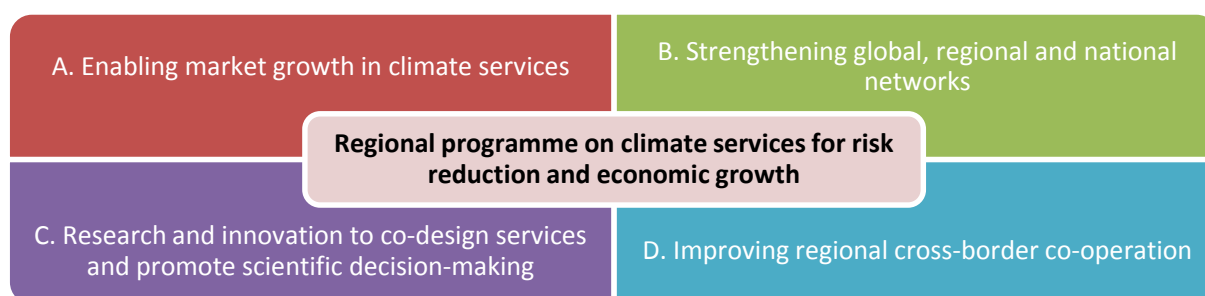 A. Enabling market growth in climate services
B. Strengthening global, regional and national
networks
Regional programme on climate services for risk
reduction and economic growth
C. Research and innovation to co-design services
and promote scientific decision-making
D. Improving regional cross-border co-operation